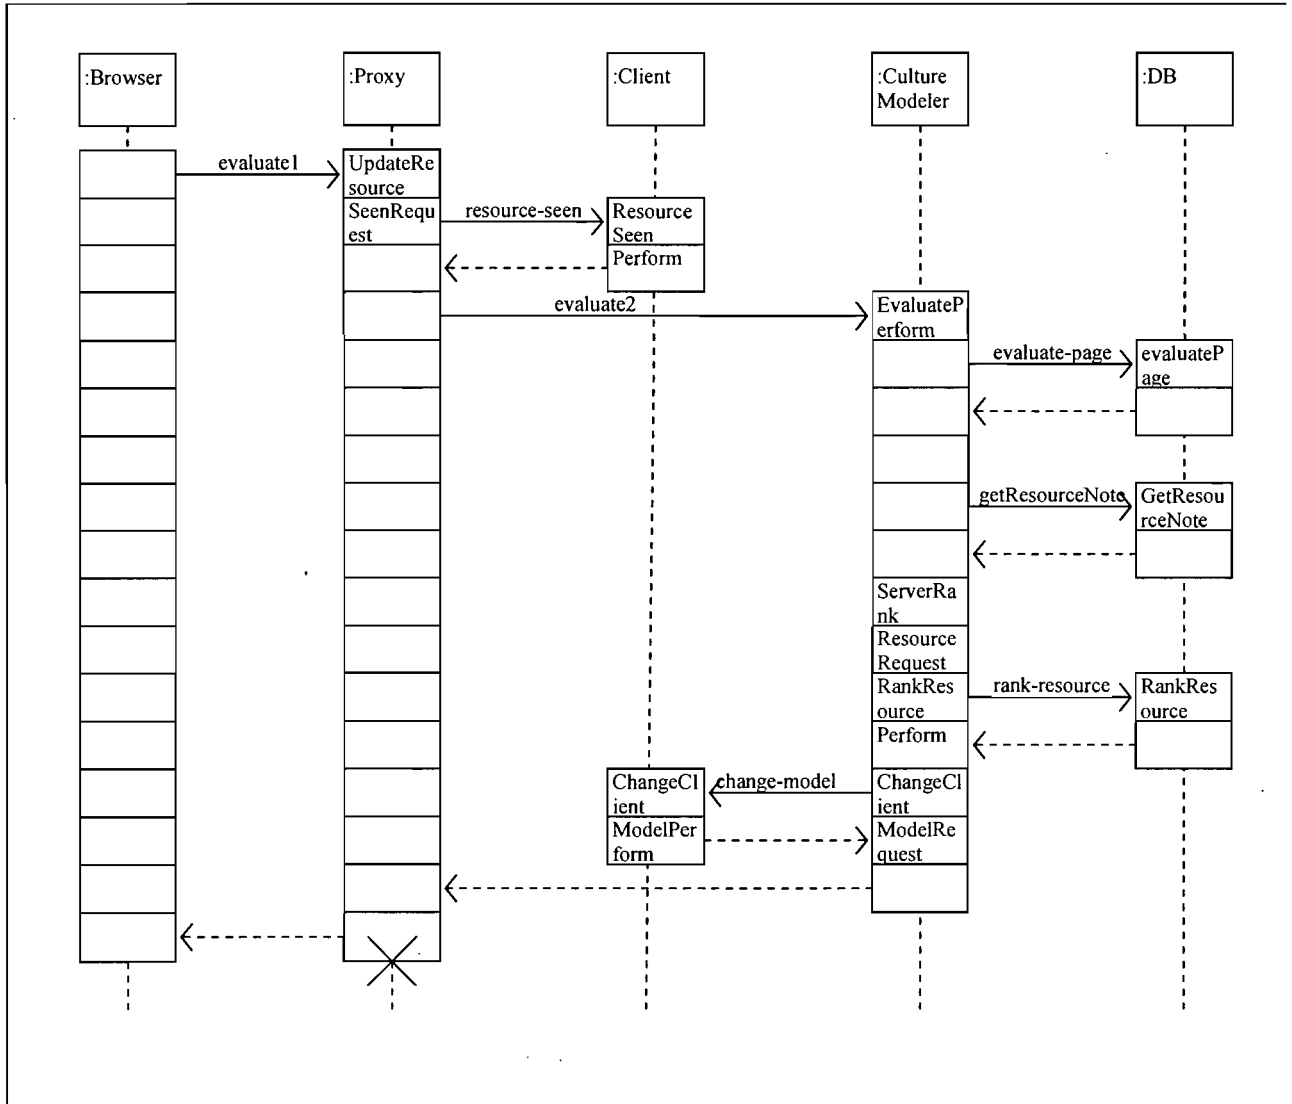 :Browser
:Proxy
:Client
:Culture
Modeler
:DB
evaluate1
UpdateRe
source
SeenRequ
est
resource-seen
Resource
Seen
Perform
evaluate2
EvaluateP
erform
evaluate-page
evaluateP
age
getResourceNote
GetResou
rceNote
ServerRa
nk
Resource
Request
RankRes
ource
rank-resource
RankRes
ource
Perform
ChangeCl
ient
change-model
ChangeCl
ient
ModelPer
form
ModelRe
quest